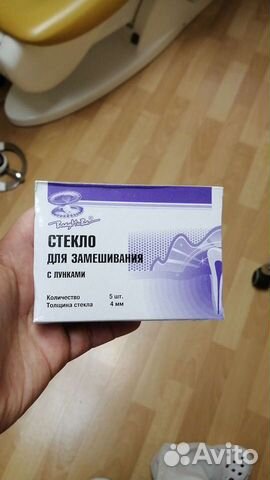 СТЕКЛО
ДЛЯ ЗАМЕШИВАНИЯ
С ЛУНКАМИ
Количество 5 шт.
Толщина стекла 4 мм
Avito